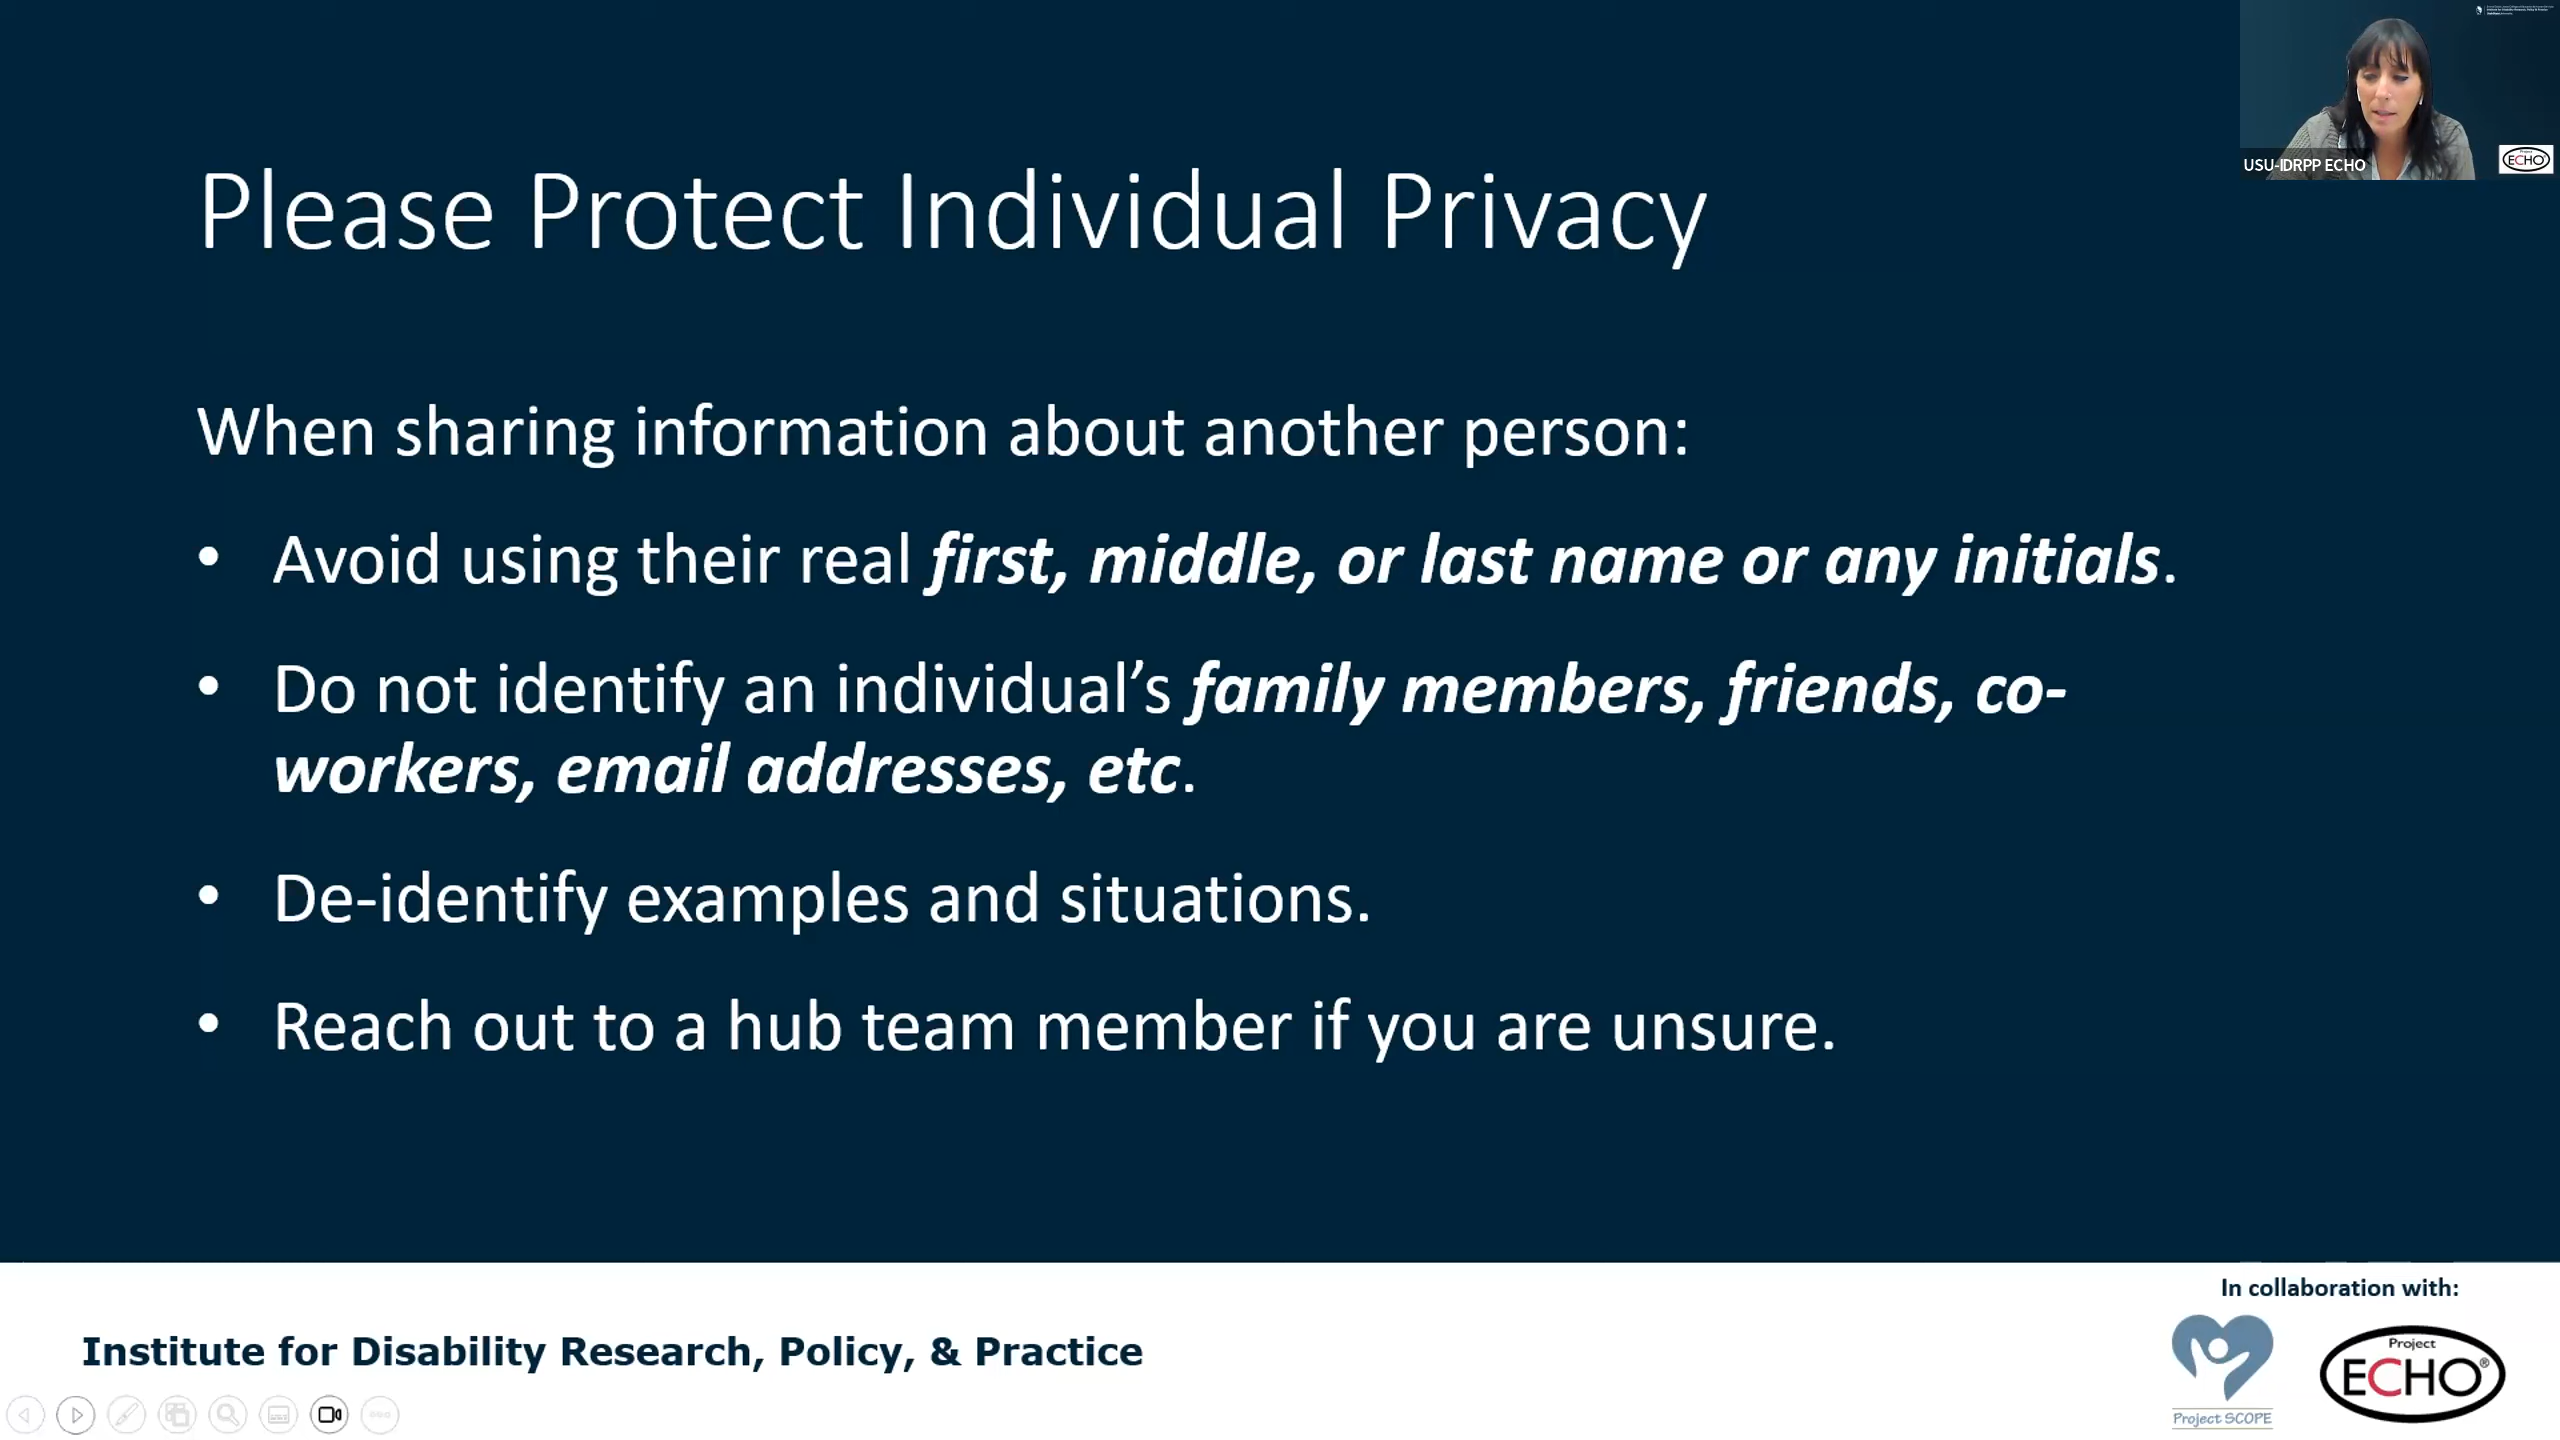 Please Protect Individual Privacy
USU-IDRPP ECHO
Project
ECHO
When sharing information about another person:
• Avoid using their real first, middle, or last name or any initials.
• Do not identify an individual’s family members, friends, co-
workers, email addresses, etc.
• De-identify examples and situations.
• Reach out to a hub team member if you are unsure.
In collaboration with:
Institute for Disability Research, Policy, & Practice
Project SCOPE
Project
ECHO®